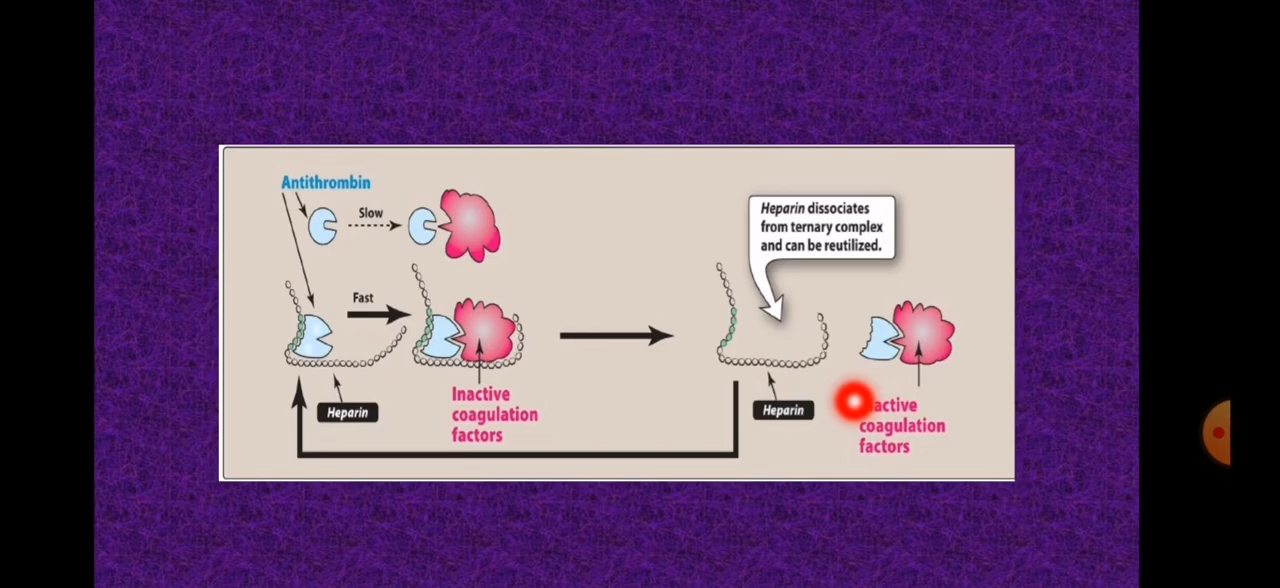 Antithrombin
Slow
Heparin dissociates
from ternary complex
and can be reutilized.
Fast
Inactive
coagulation
factors
Heparin
Heparin
active
coagulation
factors